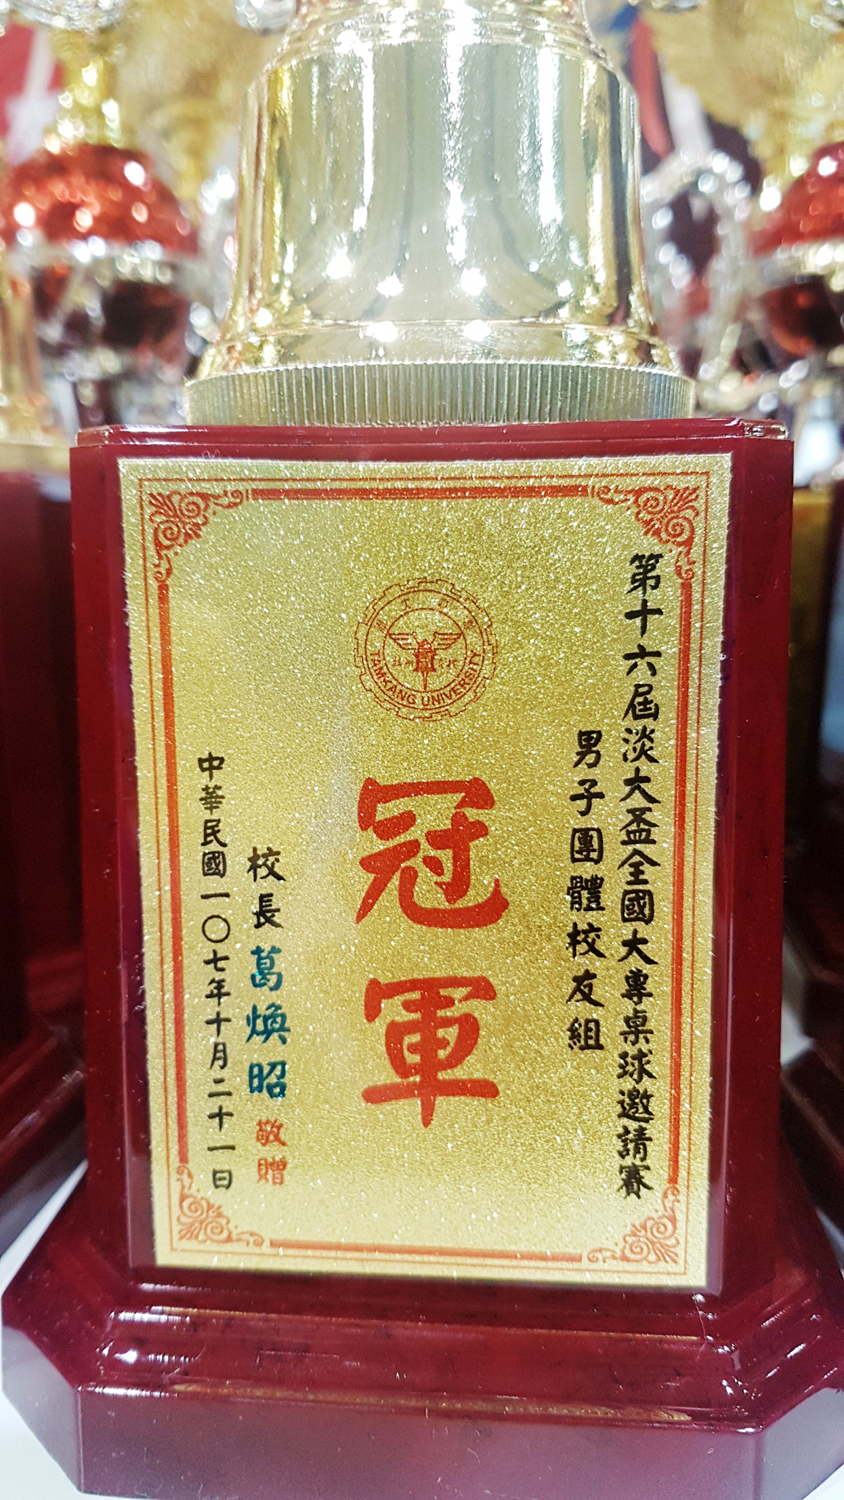 第十六屆淡大盃全國大專桌球邀請賽
男子團體校友組
TAMKANG UNIVERSITY
冠軍
校長葛煥昭敬贈
中華民國一〇七年十月二十一日